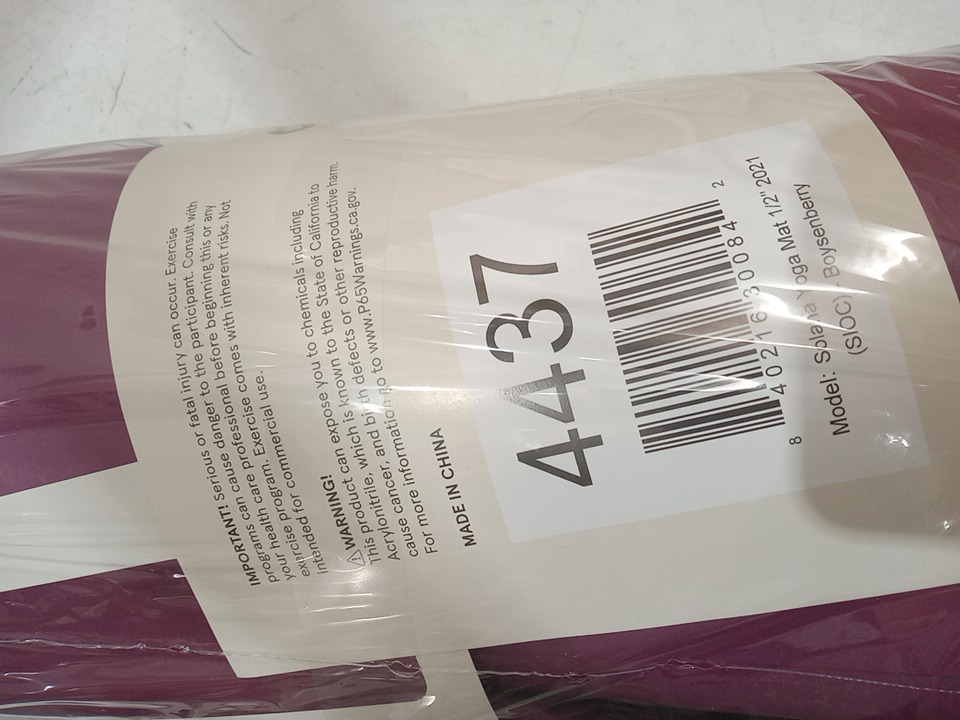 IMPORTANT! Serious or fatal injury can occur. Exercise
programs can cause serious danger to the participant. Consult with
your health care professional before beginning this or any
exercise program. Exercise comes with inherent risks. Not
intended for commercial use.
⚠WARNING!
This product can expose you to chemicals including
Acrylonitrile, which is known to the State of California to
cause cancer, and birth defects or other reproductive harm.
For more information go to www.P65Warnings.ca.gov.
MADE IN CHINA
4437
8 40216 30084 2
Model: Solana Yoga Mat 1/2" 2021
(SIOC). Boysenberry